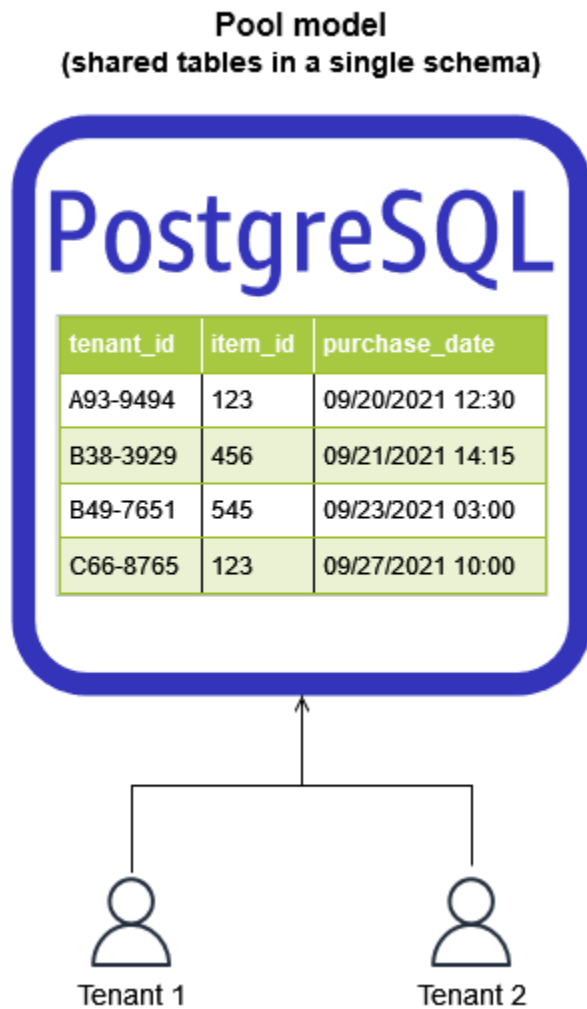 Pool model
(shared tables in a single schema)
PostgreSQL
tenant_id item_id purchase_date
A93-9494 123 09/20/2021 12:30
B38-3929 456 09/21/2021 14:15
B49-7651 545 09/23/2021 03:00
C66-8765 123 09/27/2021 10:00
Tenant 1 Tenant 2